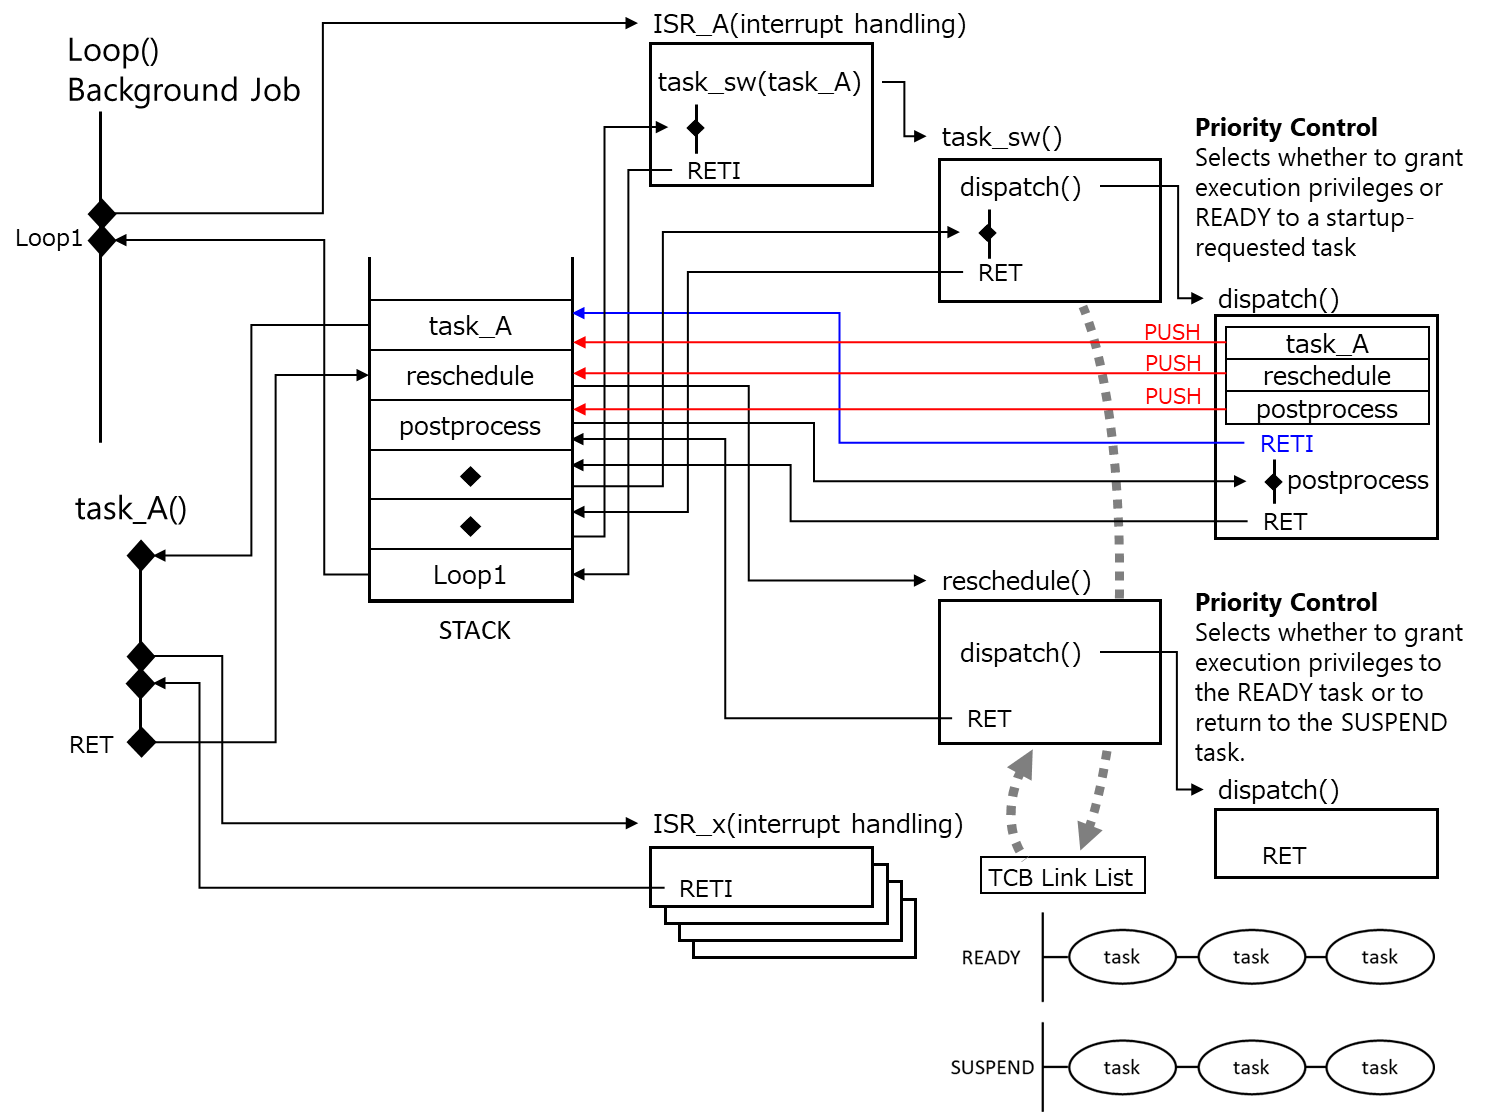 ISR_A(interrupt handling)
Loop()
Background Job
task_sw(task_A)
RETI
Loop1
task_sw()
dispatch()
RET
Priority Control
Selects whether to grant
execution privileges or
READY to a startup-
requested task
dispatch()
task_A
reschedule
postprocess
RETI
postprocess
RET
PUSH
PUSH
PUSH
task_A
reschedule
postprocess
Loop1
STACK
task_A()
RET
reschedule()
dispatch()
RET
Priority Control
Selects whether to grant
execution privileges to
the READY task or to
return to the SUSPEND
task.
dispatch()
RET
ISR_x(interrupt handling)
RETI
TCB Link List
READY
task
task
task
SUSPEND
task
task
task